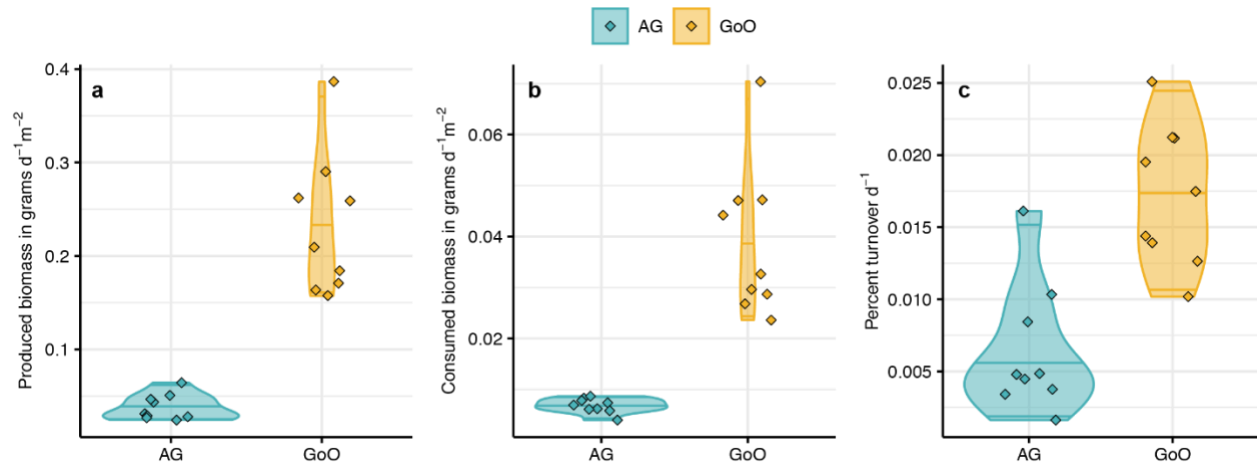 AG GoO
a
Produced biomass in grams d⁻¹m⁻²
0.4
0.3
0.2
0.1
AG GoO
b
Consumed biomass in grams d⁻¹m⁻²
0.06
0.04
0.02
AG GoO
c
Percent turnover d⁻¹
0.025
0.020
0.015
0.010
0.005
AG GoO